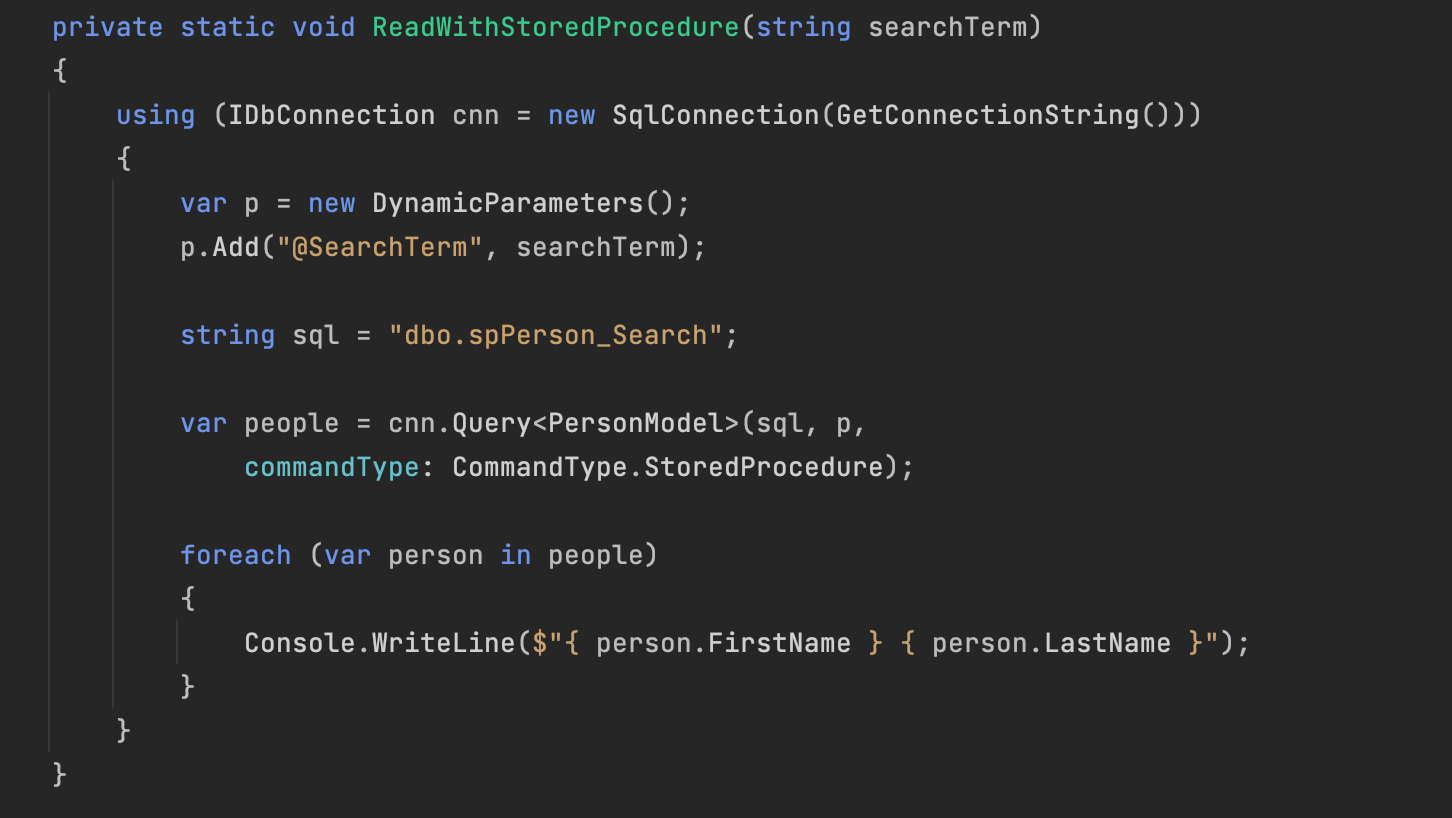 private static void ReadWithStoredProcedure(string searchTerm)
{
    using (IDbConnection cnn = new SqlConnection(GetConnectionString()))
    {
        var p = new DynamicParameters();
        p.Add("@SearchTerm", searchTerm);

        string sql = "dbo.spPerson_Search";

        var people = cnn.Query<PersonModel>(sql, p,
            commandType: CommandType.StoredProcedure);

        foreach (var person in people)
        {
            Console.WriteLine($"{ person.FirstName } { person.LastName }");
        }
    }
}